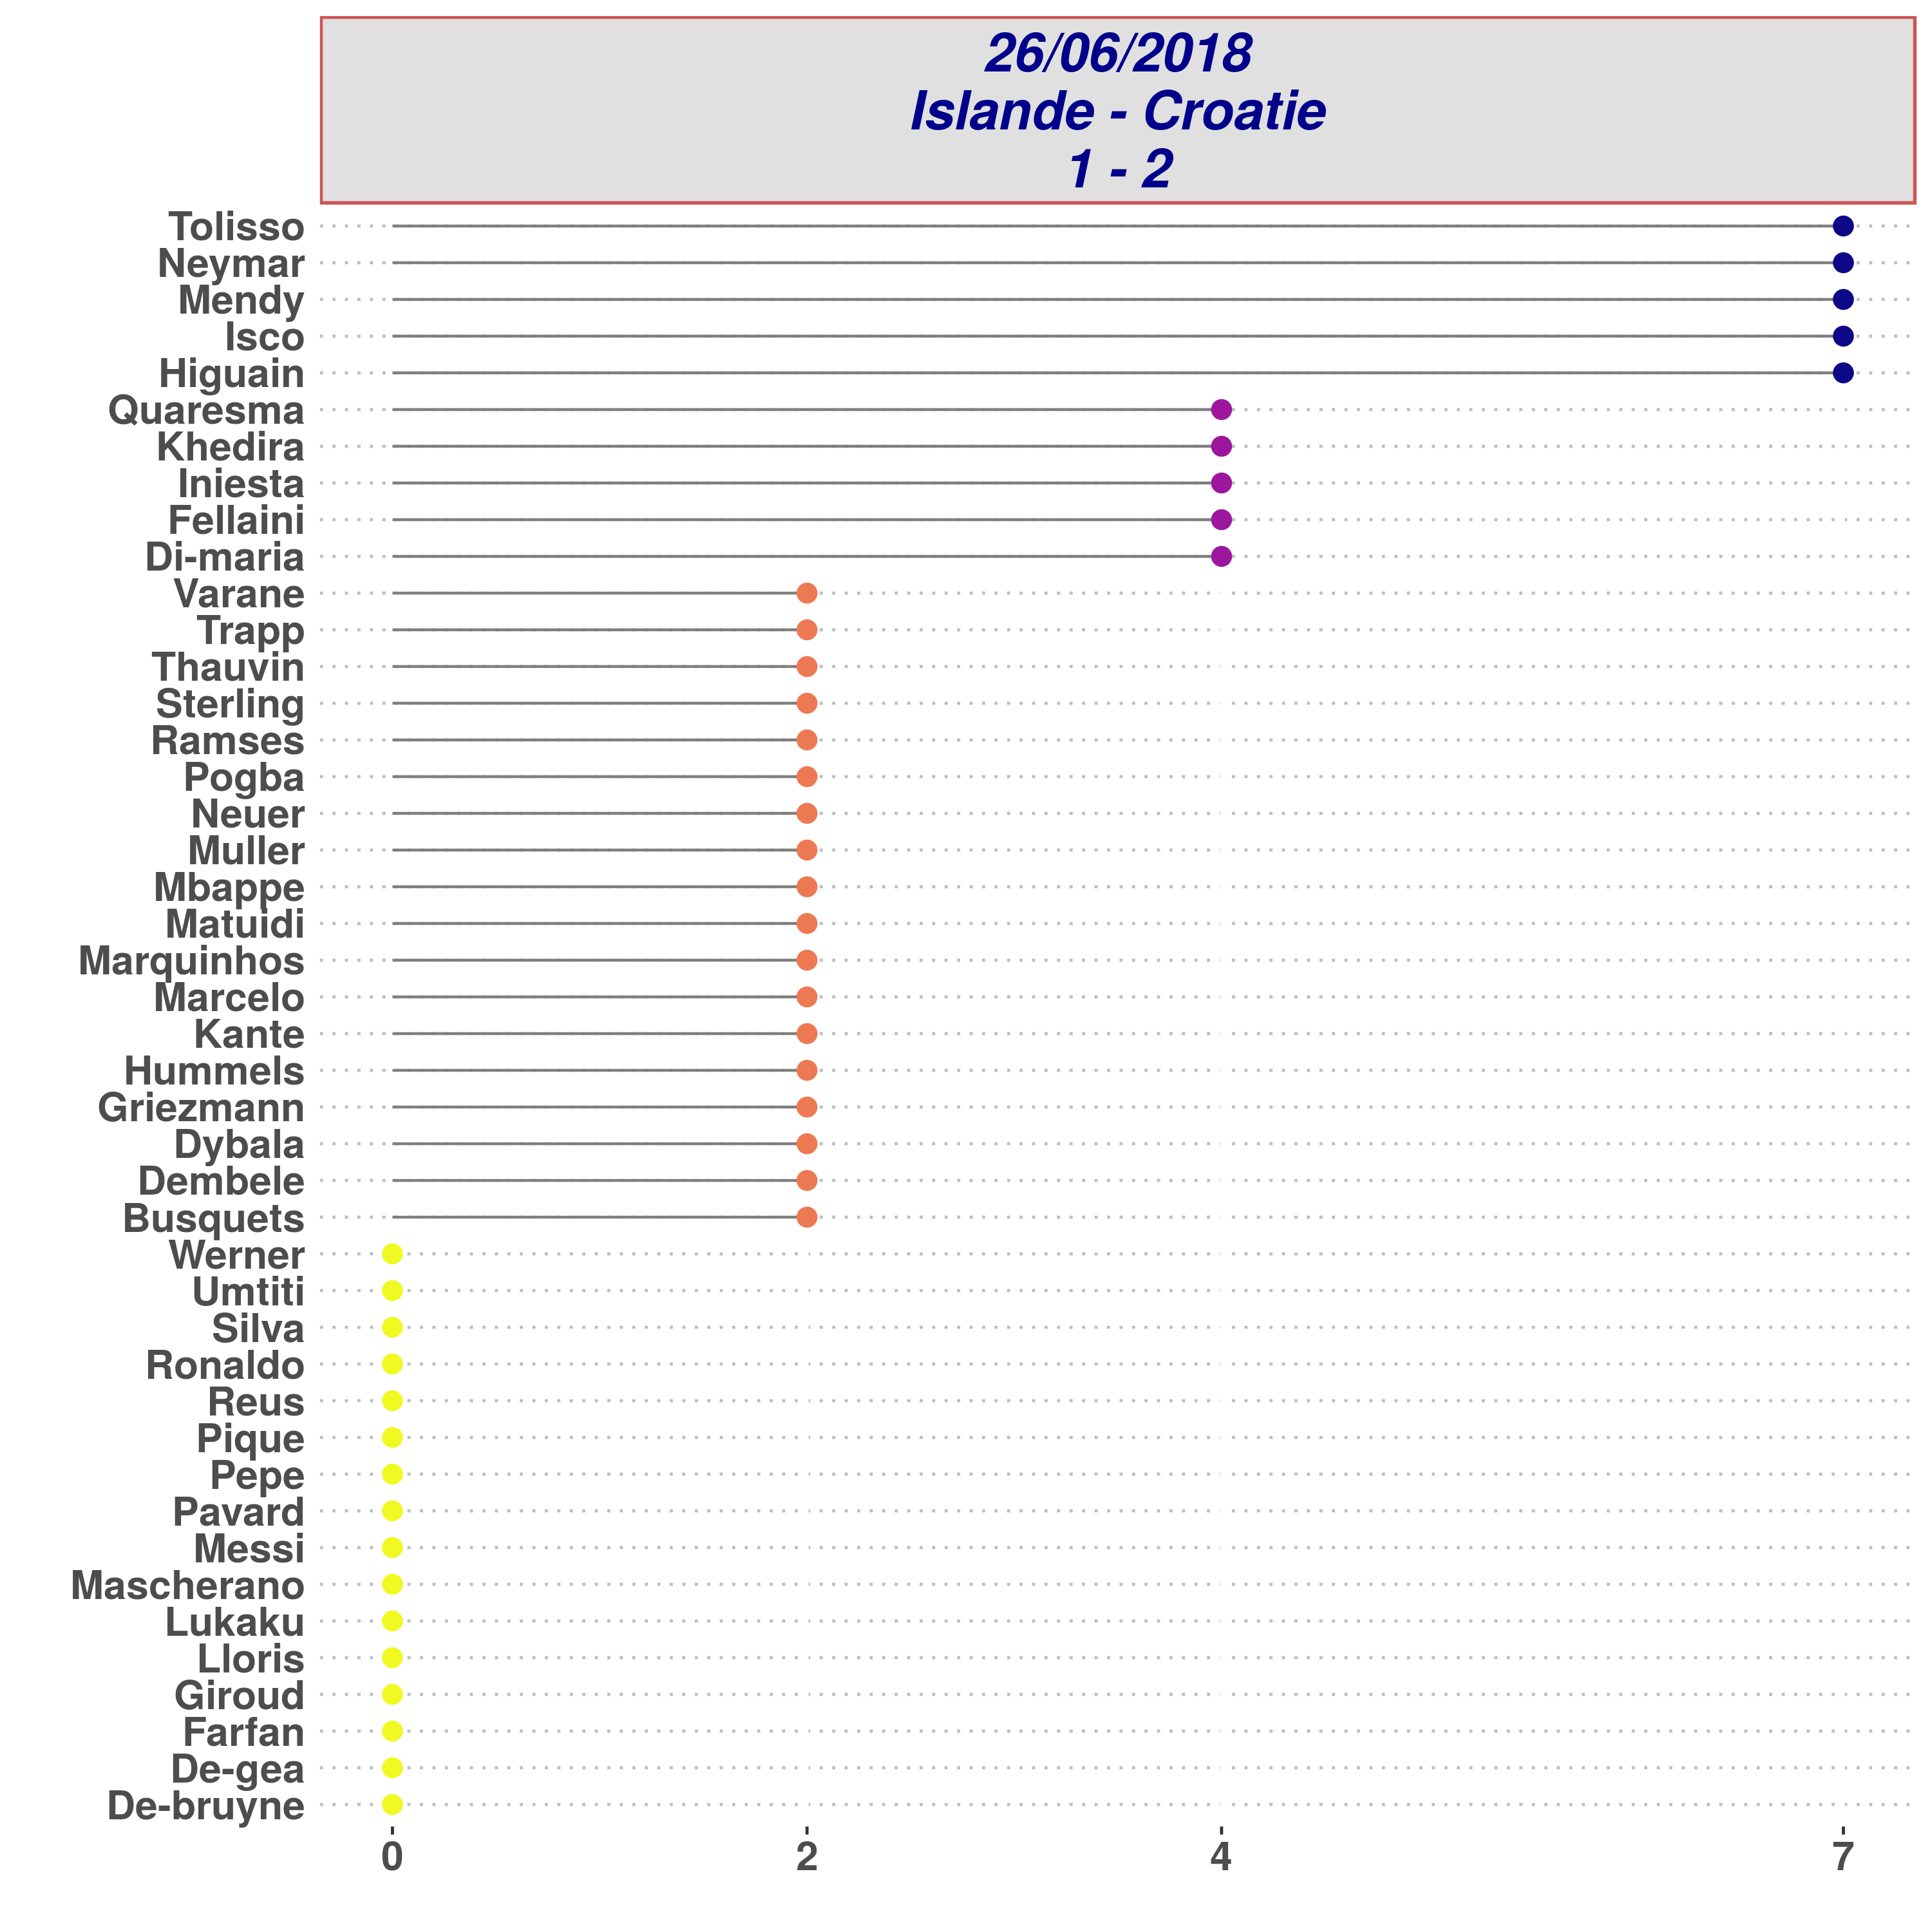 26/06/2018
Islande - Croatie
1 - 2
Tolisso
Neymar
Mendy
Isco
Higuain
Quaresma
Khedira
Iniesta
Fellaini
Di-maria
Varane
Trapp
Thauvin
Sterling
Ramses
Pogba
Neuer
Muller
Mbappe
Matuidi
Marquinhos
Marcelo
Kante
Hummels
Griezmann
Dybala
Dembele
Busquets
Werner
Umtiti
Silva
Ronaldo
Reus
Pique
Pepe
Pavard
Messi
Mascherano
Lukaku
Lloris
Giroud
Farfan
De-gea
De-bruyne
0 2 4 7